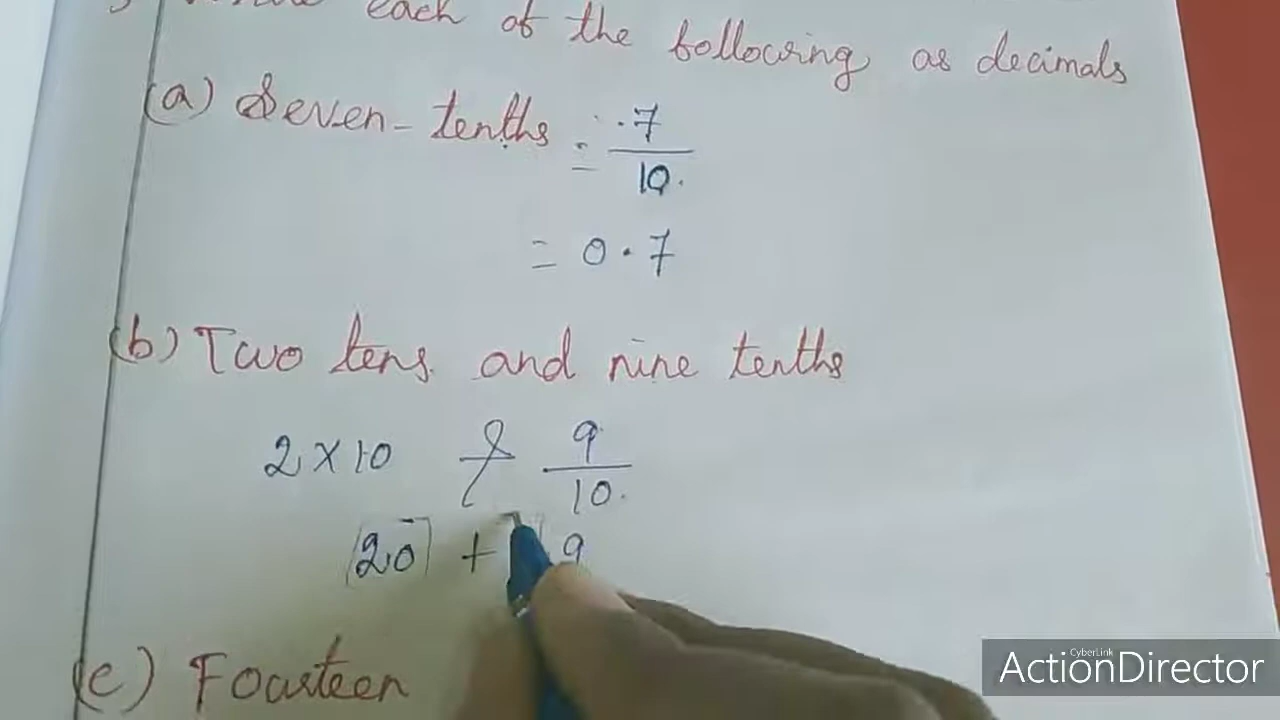 each of the following as decimals
(a) Seven-tenths = 7/10
= 0.7
(b) Two tens and nine tenths
2 × 10 & 9/10
20 + 9
(c) Fourteen
CyberLink
ActionDirector